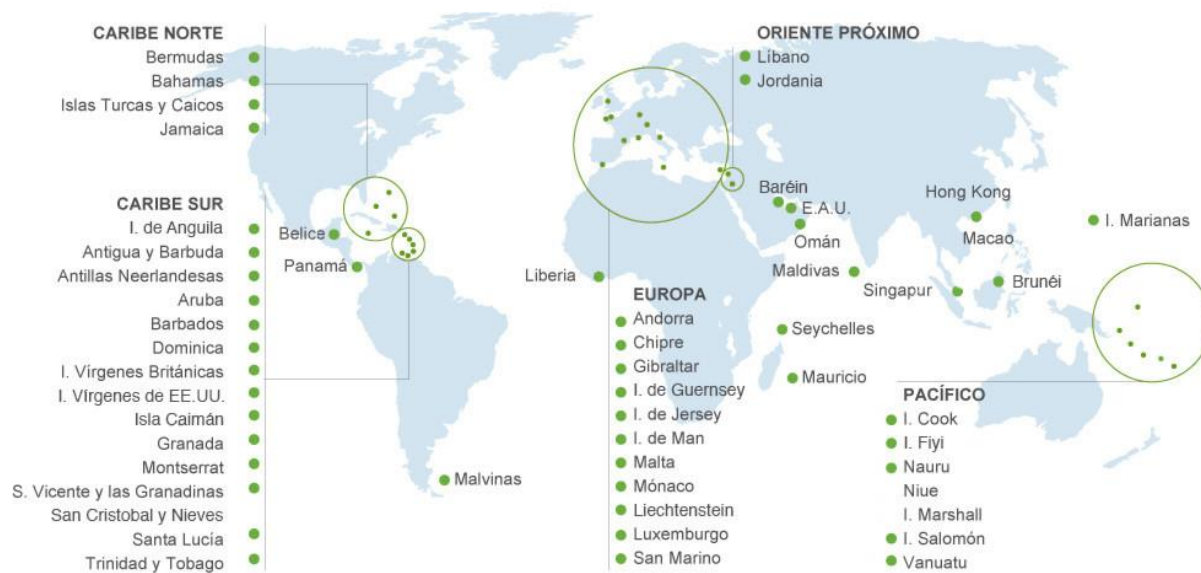 CARIBE NORTE
Bermudas
Bahamas
Islas Turcas y Caicos
Jamaica
CARIBE SUR
I. de Anguila
Antigua y Barbuda
Antillas Neerlandesas
Aruba
Barbados
Dominica
I. Vírgenes Británicas
I. Vírgenes de EE.UU.
Isla Caimán
Granada
Montserrat
S. Vicente y las Granadinas
San Cristobal y Nieves
Santa Lucía
Trinidad y Tobago
Belice
Panamá
Malvinas
Liberia
EUROPA
Andorra
Chipre
Gibraltar
I. de Guernsey
I. de Jersey
I. de Man
Malta
Mónaco
Liechtenstein
Luxemburgo
San Marino
ORIENTE PRÓXIMO
Líbano
Jordania
Baréin
E.A.U.
Omán
Maldivas
Seychelles
Mauricio
Hong Kong
Macao
Singapur
Brunéi
I. Marianas
PACÍFICO
I. Cook
I. Fiyi
Nauru
Niue
I. Marshall
I. Salomón
Vanuatu